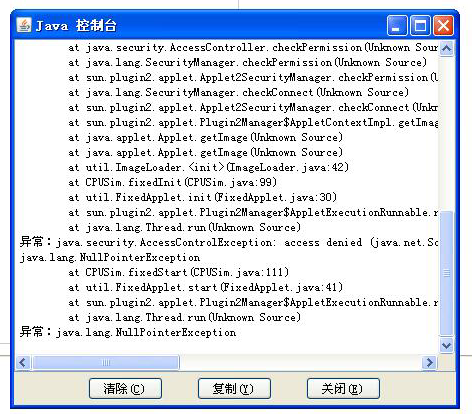 Java 控制台
at java.security.AccessController.checkPermission(Unknown Sour
at java.lang.SecurityManager.checkPermission(Unknown Source)
at sun.plugin2.applet.Applet2SecurityManager.checkPermission(U
at java.lang.SecurityManager.checkConnect(Unknown Source)
at sun.plugin2.applet.Applet2SecurityManager.checkConnect(Unkn
at sun.plugin2.applet.Plugin2Manager$AppletContextImpl.getImag
at java.applet.Applet.getImage(Unknown Source)
at java.applet.Applet.getImage(Unknown Source)
at util.ImageLoader.<init>(ImageLoader.java:42)
at CPUSim.fixedInit(CPUSim.java:99)
at util.FixedApplet.init(FixedApplet.java:30)
at sun.plugin2.applet.Plugin2Manager$AppletExecutionRunnable.r
at java.lang.Thread.run(Unknown Source)
异常：java.security.AccessControlException: access denied (java.net.So
java.lang.NullPointerException
at CPUSim.fixedStart(CPUSim.java:111)
at util.FixedApplet.start(FixedApplet.java:41)
at sun.plugin2.applet.Plugin2Manager$AppletExecutionRunnable.r
at java.lang.Thread.run(Unknown Source)
异常：java.lang.NullPointerException
清除(C) 复制(Y) 关闭(E)